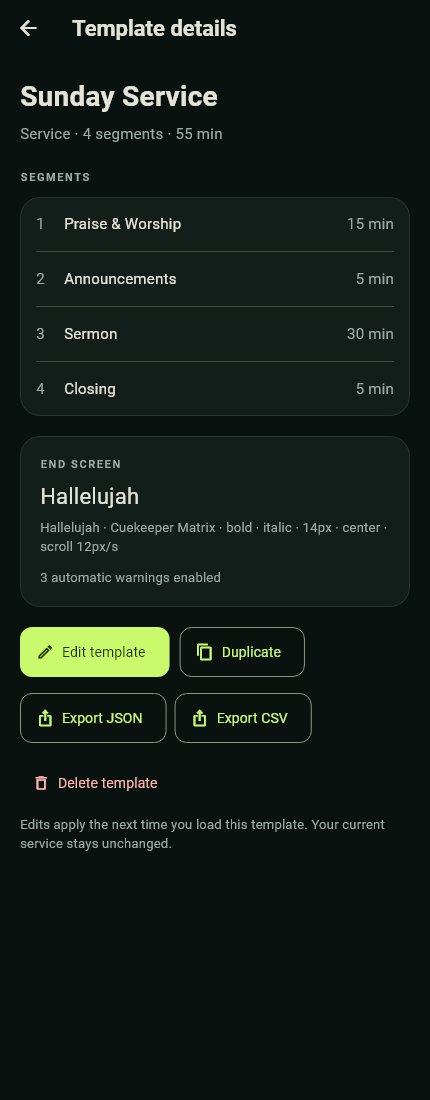 Template details
Sunday Service
Service · 4 segments · 55 min
SEGMENTS
1 Praise & Worship 15 min
2 Announcements 5 min
3 Sermon 30 min
4 Closing 5 min
END SCREEN
Hallelujah
Hallelujah · Cuekeeper Matrix · bold · italic · 14px · center ·
scroll 12px/s
3 automatic warnings enabled
Edit template Duplicate
Export JSON Export CSV
Delete template
Edits apply the next time you load this template. Your current
service stays unchanged.